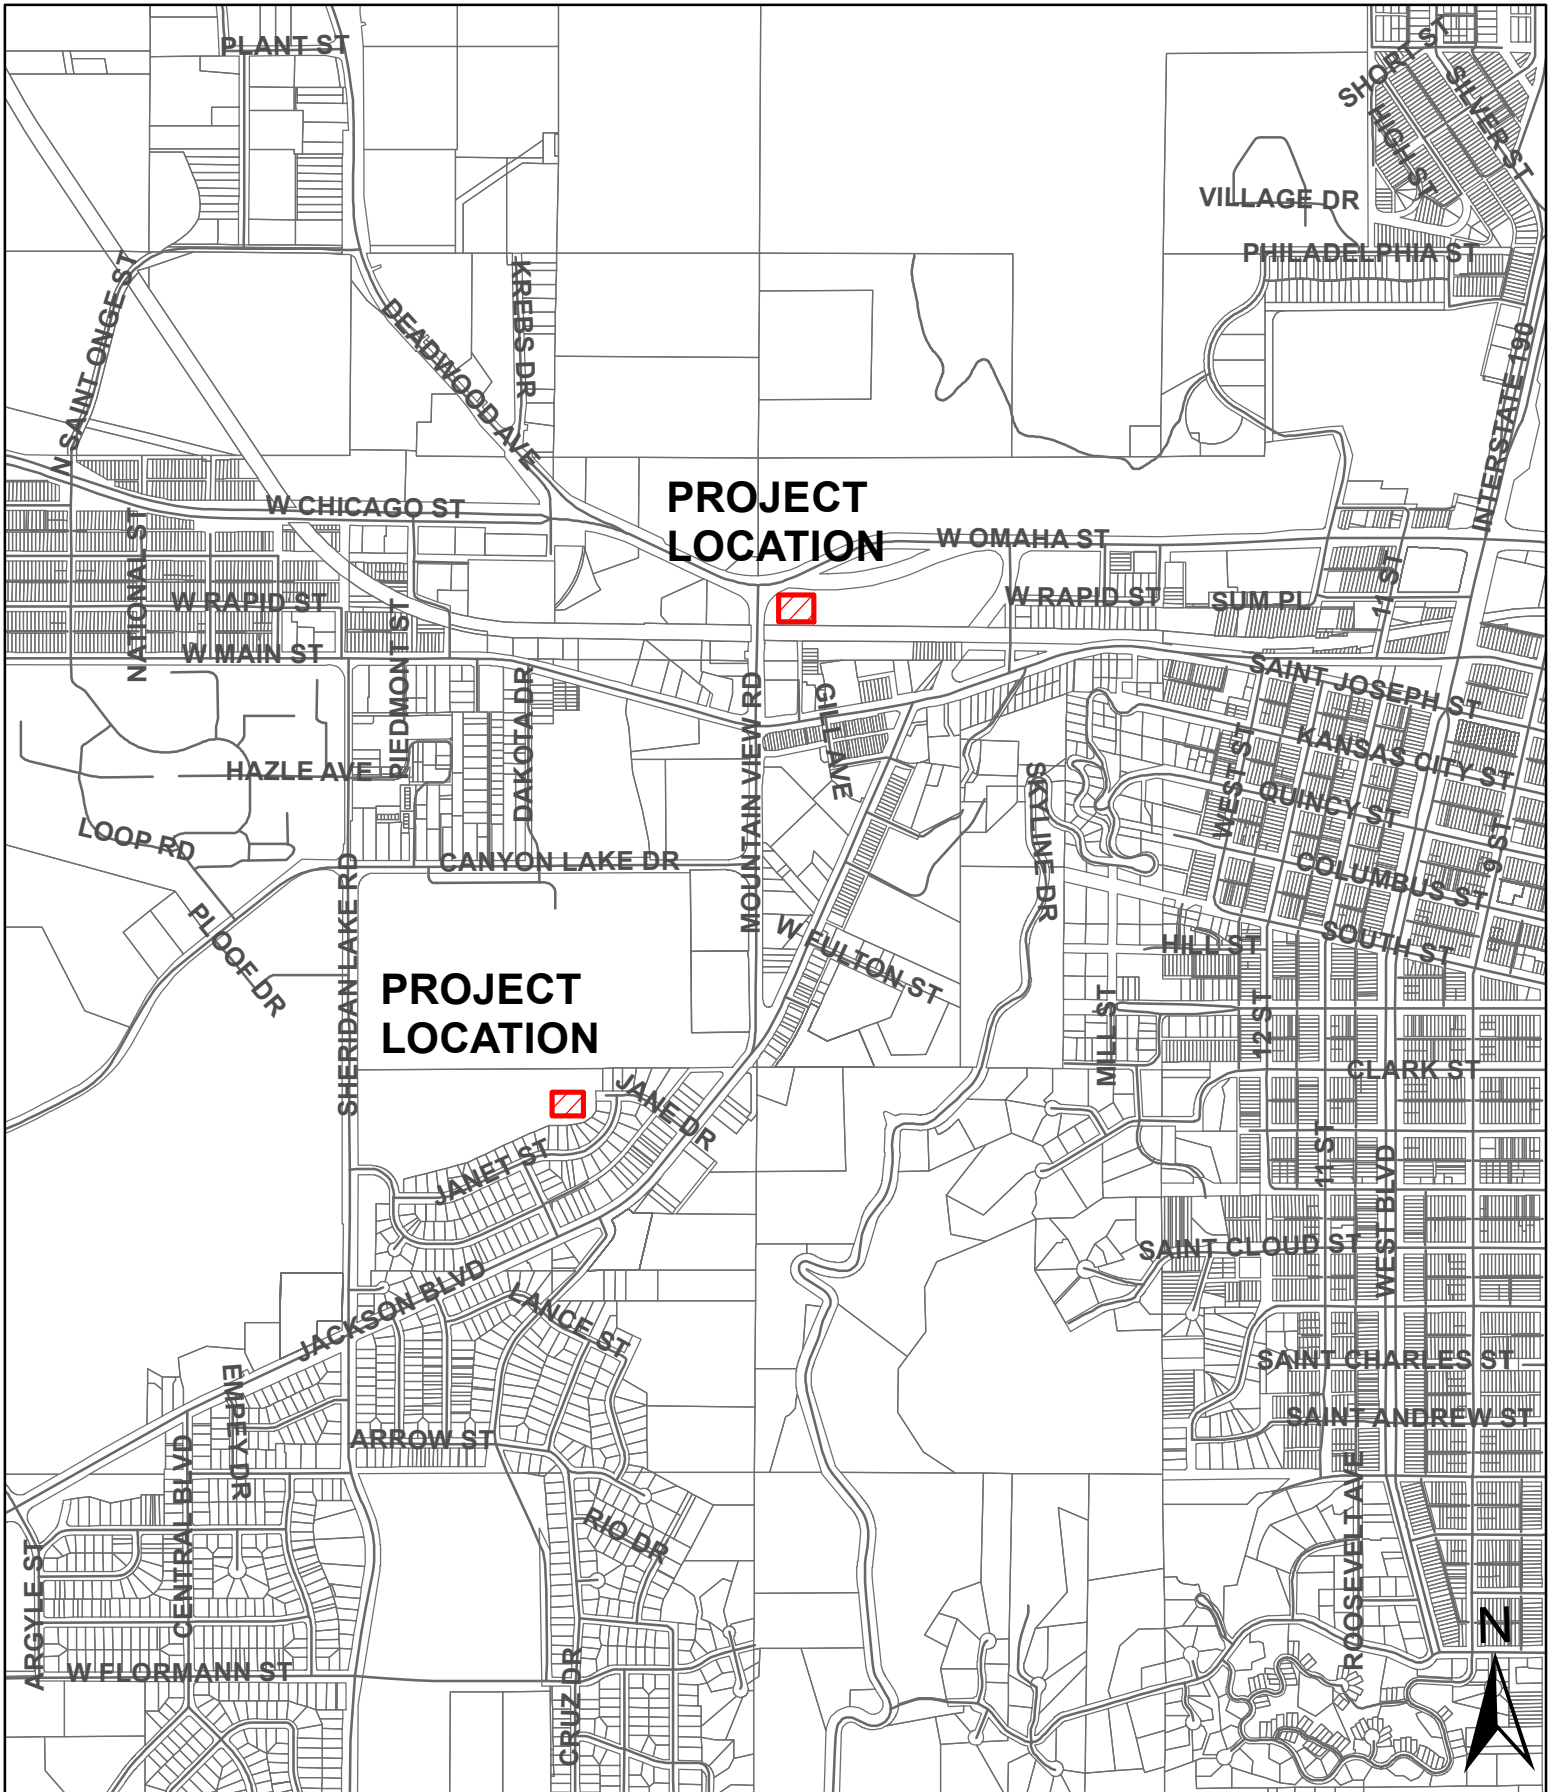 PLANT ST
SHORT ST
SILVER ST
HIGH ST
VILLAGE DR
PHILADELPHIA ST
N SAINT ONGE ST
KREBS DR
DEADWOOD AVE
INTERSTATE 190
PROJECT
LOCATION
W CHICAGO ST
W OMAHA ST
NATIONAL ST
W RAPID ST
W RAPID ST
SUM PL
11 ST
W MAIN ST
PIEDMONT ST
SAINT JOSEPH ST
DAKOTA DR
MOUNTAIN VIEW RD
GILL AVE
KANSAS CITY ST
HAZLE AVE
SKYLINE DR
WEST ST
QUINCY ST
LOOP RD
CANYON LAKE DR
9 ST
COLUMBUS ST
SHERIDAN LAKE RD
PLOOF DR
W FULTON ST
HILL ST
SOUTH ST
PROJECT
LOCATION
MILL ST
12 ST
CLARK ST
JANE DR
JANET ST
11 ST
WEST BLVD
SAINT CLOUD ST
JACKSON BLVD
LANCE ST
EMPEY DR
SAINT CHARLES ST
SAINT ANDREW ST
ARROW ST
CENTRAL BLVD
RIO DR
ROOSEVELT AVE
ARGYLE ST
N
W FLORMANN ST
CRUZ DR